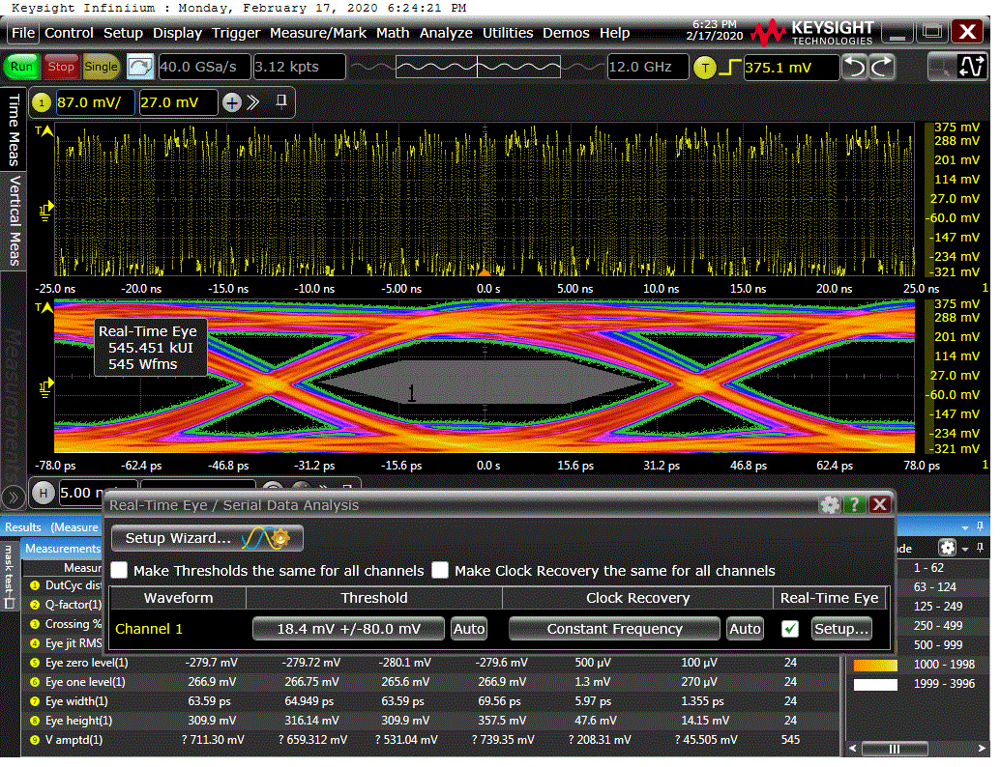 Keysight Infiniium : Monday, February 17, 2020 6:24:21 PM
File Control Setup Display Trigger Measure/Mark Math Analyze Utilities Demos Help
6:23 PM
2/17/2020
KEYSIGHT
TECHNOLOGIES
Run Stop Single 40.0 GSa/s 3.12 kpts 12.0 GHz T 375.1 mV
1 87.0 mV/ 27.0 mV
Time Meas
Vertical Meas
Measurements
T
375 mV
288 mV
201 mV
114 mV
27.0 mV
-60.0 mV
-147 mV
-234 mV
-321 mV
-25.0 ns -20.0 ns -15.0 ns -10.0 ns -5.00 ns 0.0 s 5.00 ns 10.0 ns 15.0 ns 20.0 ns 25.0 ns 1
T
Real-Time Eye
545.451 kUI
545 Wfms
1
375 mV
288 mV
201 mV
114 mV
27.0 mV
-60.0 mV
-147 mV
-234 mV
-321 mV
-78.0 ps -62.4 ps -46.8 ps -31.2 ps -15.6 ps 0.0 s 15.6 ps 31.2 ps 46.8 ps 62.4 ps 78.0 ps 1
H 5.00 n
Real-Time Eye / Serial Data Analysis
Setup Wizard...
Make Thresholds the same for all channels Make Clock Recovery the same for all channels
Waveform Threshold Clock Recovery Real-Time Eye
Channel 1 18.4 mV +/-80.0 mV Auto Constant Frequency Auto Setup...
Results (Measure
mask test
Measurements
Measur
1 DutCyc dis
2 Q-factor(1)
3 Crossing %
4 Eye jit RMS
5 Eye zero level(1) -279.7 mV -279.72 mV -280.1 mV -279.6 mV 500 µV 100 µV 24
6 Eye one level(1) 266.9 mV 266.75 mV 265.6 mV 266.9 mV 1.3 mV 270 µV 24
7 Eye width(1) 63.59 ps 64.949 ps 63.59 ps 69.56 ps 5.97 ps 1.355 ps 24
8 Eye height(1) 309.9 mV 316.14 mV 309.9 mV 357.5 mV 47.6 mV 14.15 mV 24
9 V amptd(1) ? 711.30 mV ? 659.312 mV ? 531.04 mV ? 739.35 mV ? 208.31 mV ? 45.505 mV 545
de
1 - 62
63 - 124
125 - 249
250 - 499
500 - 999
1000 - 1998
1999 - 3996